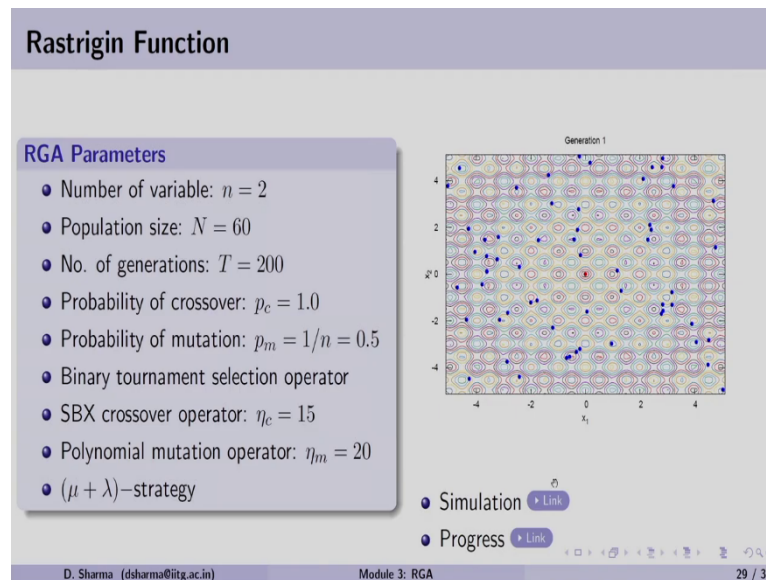 Rastrigin Function
RGA Parameters
Number of variable: n = 2
Population size: N = 60
No. of generations: T = 200
Probability of crossover: p_c = 1.0
Probability of mutation: p_m = 1/n = 0.5
Binary tournament selection operator
SBX crossover operator: η_c = 15
Polynomial mutation operator: η_m = 20
(μ + λ)−strategy
Generation 1
4
2
x₂ 0
-2
-4
-4 -2 0 2 4
x₁
Simulation Link
Progress Link
D. Sharma (dsharma@iitg.ac.in) Module 3: RGA 29 / 3